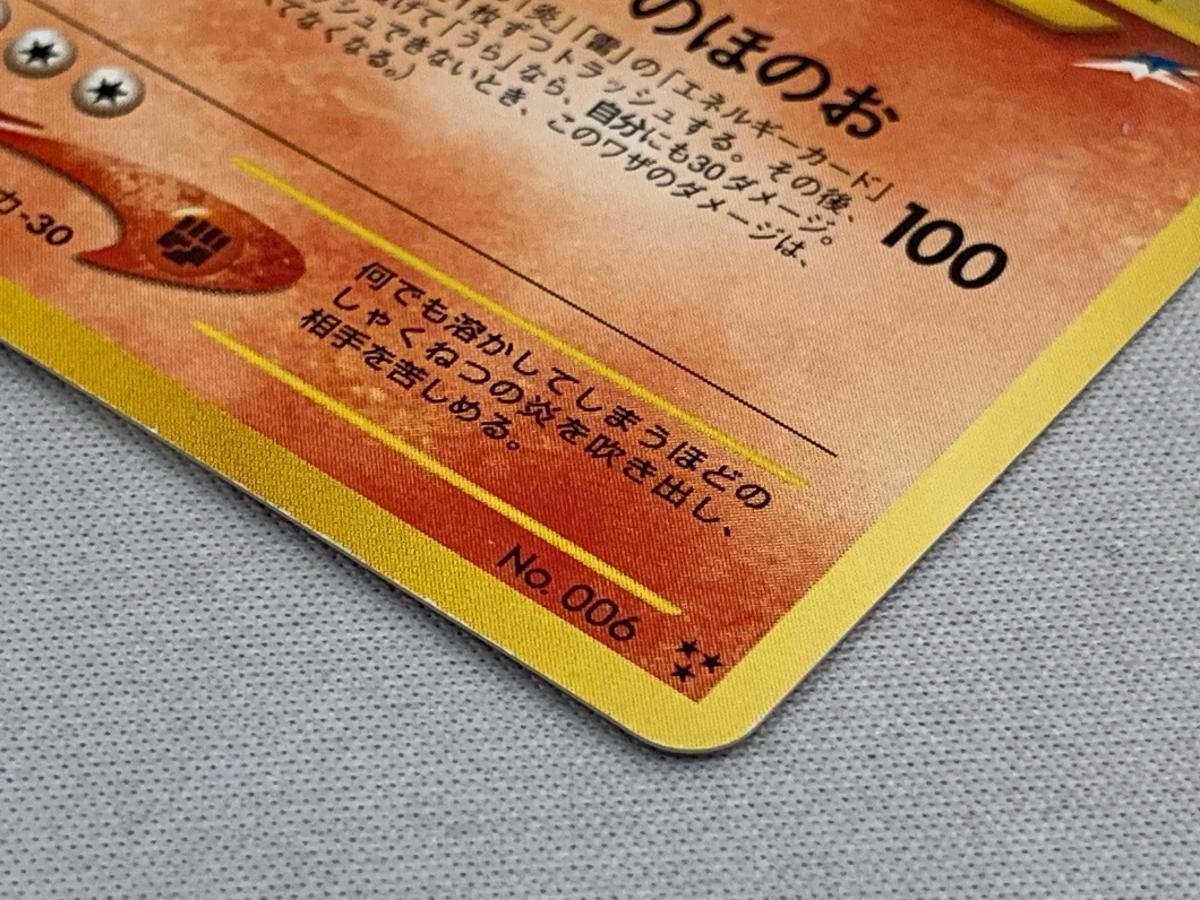 のほのお
「炎」「雷」の「エネルギーカード」
枚ずつトラッシュする。その後、
げて「うら」なら、自分にも30ダメージ。
ッシュできないとき、このワザのダメージは、
てなくなる。）
100
カ-30
何でも溶かしてしまうほどの
しゃくねつの炎を吹き出し、
相手を苦しめる。
No. 006
★★★